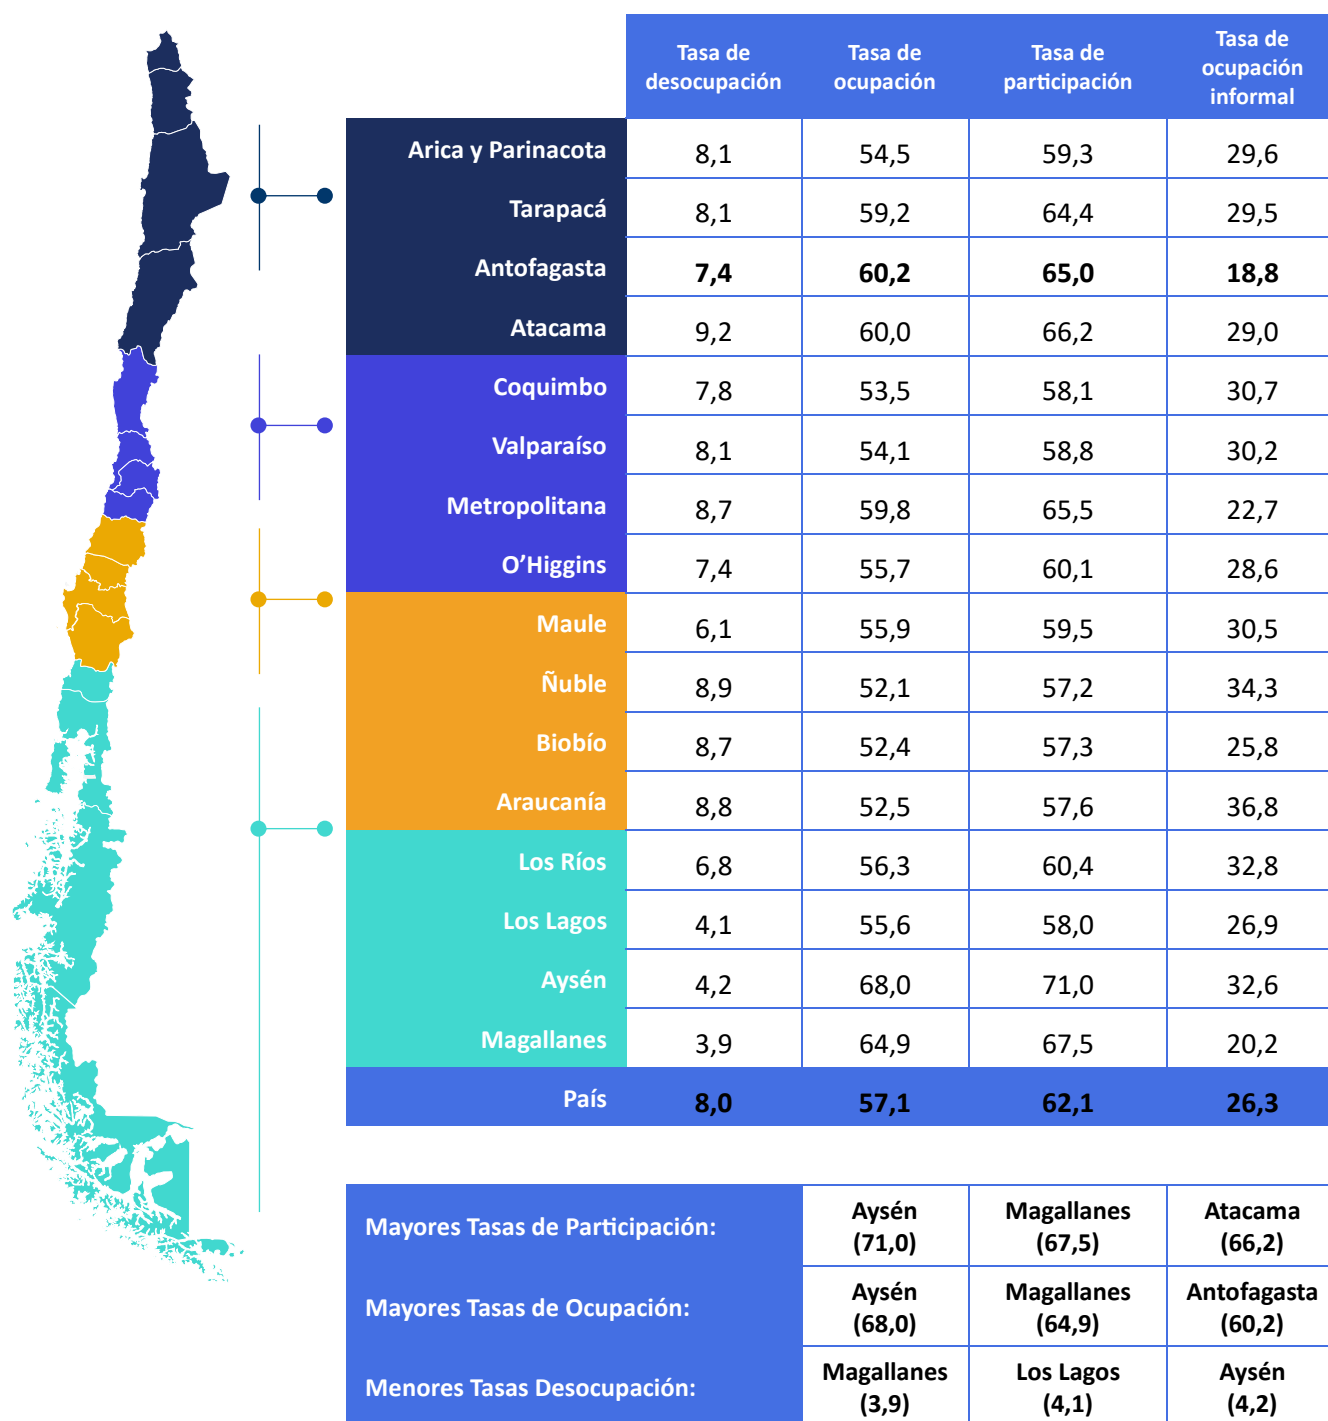 Tasa de desocupación Tasa de ocupación Tasa de participación Tasa de ocupación informal
Arica y Parinacota 8,1 54,5 59,3 29,6
Tarapacá 8,1 59,2 64,4 29,5
Antofagasta 7,4 60,2 65,0 18,8
Atacama 9,2 60,0 66,2 29,0
Coquimbo 7,8 53,5 58,1 30,7
Valparaíso 8,1 54,1 58,8 30,2
Metropolitana 8,7 59,8 65,5 22,7
O’Higgins 7,4 55,7 60,1 28,6
Maule 6,1 55,9 59,5 30,5
Ñuble 8,9 52,1 57,2 34,3
Biobío 8,7 52,4 57,3 25,8
Araucanía 8,8 52,5 57,6 36,8
Los Ríos 6,8 56,3 60,4 32,8
Los Lagos 4,1 55,6 58,0 26,9
Aysén 4,2 68,0 71,0 32,6
Magallanes 3,9 64,9 67,5 20,2
País 8,0 57,1 62,1 26,3
Mayores Tasas de Participación: Aysén (71,0) Magallanes (67,5) Atacama (66,2)
Mayores Tasas de Ocupación: Aysén (68,0) Magallanes (64,9) Antofagasta (60,2)
Menores Tasas Desocupación: Magallanes (3,9) Los Lagos (4,1) Aysén (4,2)